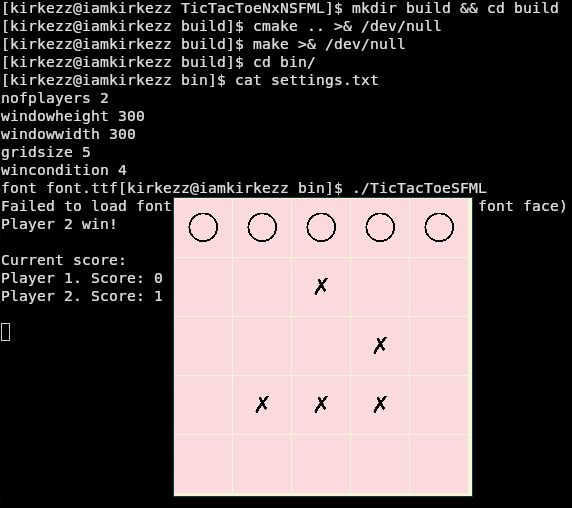 [kirkezz@iamkirkezz TicTacToeNxNSFML]$ mkdir build && cd build
[kirkezz@iamkirkezz build]$ cmake .. >& /dev/null
[kirkezz@iamkirkezz build]$ make >& /dev/null
[kirkezz@iamkirkezz build]$ cd bin/
[kirkezz@iamkirkezz bin]$ cat settings.txt
nofplayers 2
windowheight 300
windowwidth 300
gridsize 5
wincondition 4
font font.ttf[kirkezz@iamkirkezz bin]$ ./TicTacToeSFML
Failed to load font font face)
Player 2 win!
Current score:
Player 1. Score: 0
Player 2. Score: 1